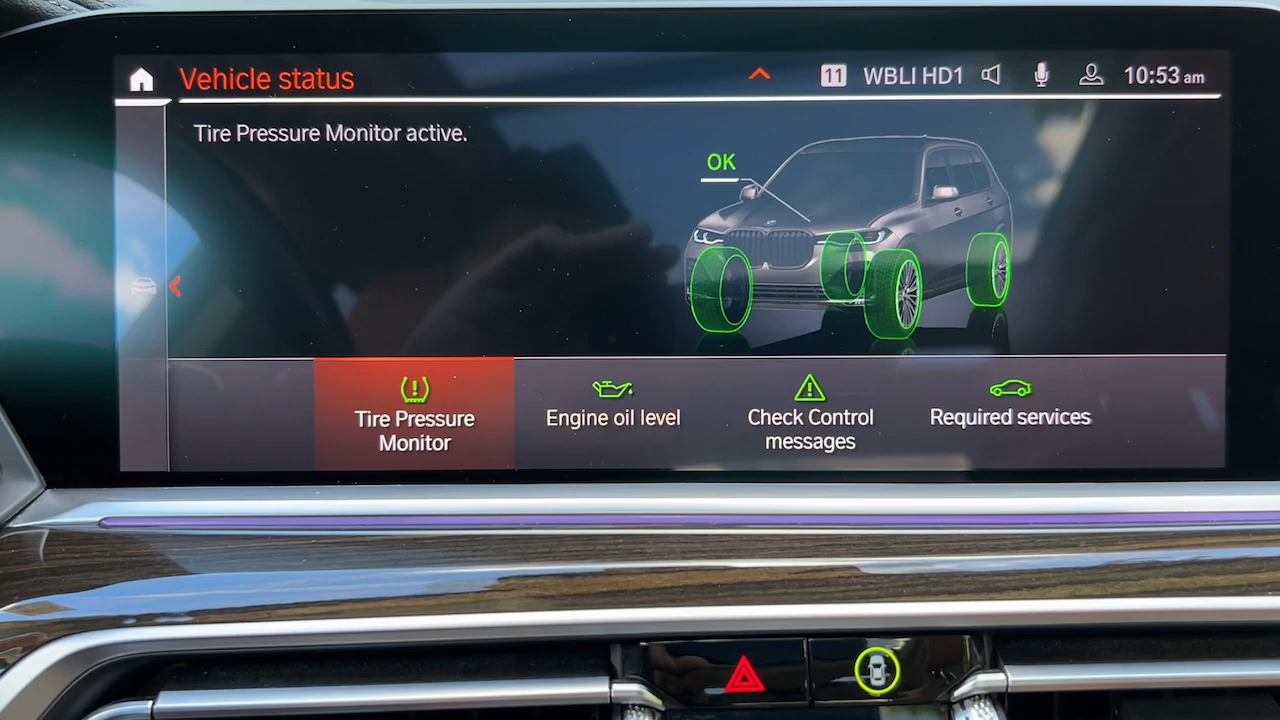 Vehicle status
11 WBLI HD1 10:53 am
Tire Pressure Monitor active.
OK
Tire Pressure
Monitor
Engine oil level
Check Control
messages
Required services